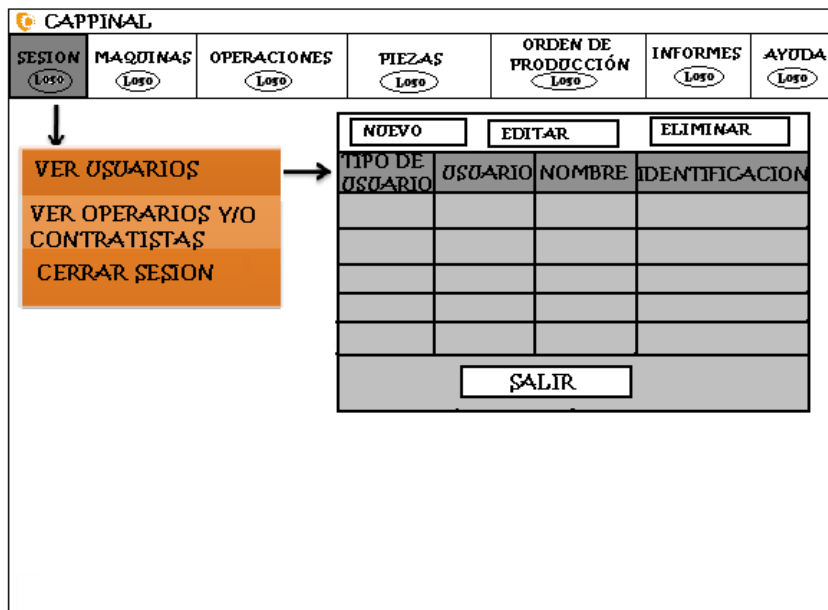 CAPPINAL
SESION MAQUINAS OPERACIONES PIEZAS ORDEN DE PRODUCCIÓN INFORMES AYUDA
Logo Logo Logo Logo Logo Logo Logo
NUEVO EDITAR ELIMINAR
TIPO DE USUARIO USUARIO NOMBRE IDENTIFICACION
VER USUARIOS
VER OPERARIOS Y/O
CONTRATISTAS
CERRAR SESION
SALIR